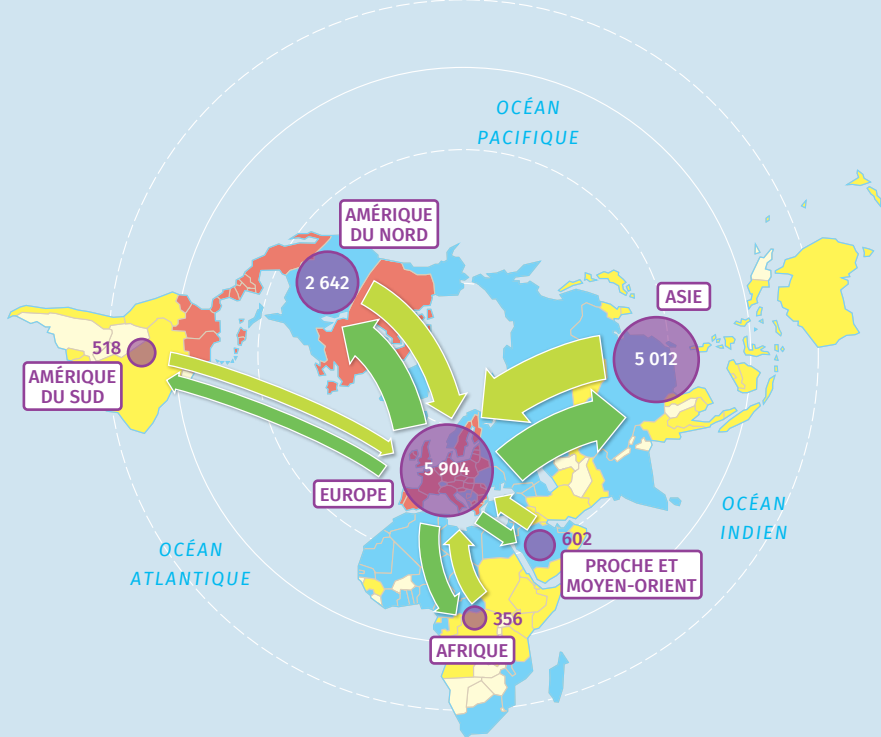 OCÉAN
PACIFIQUE
AMÉRIQUE
DU NORD
2 642
ASIE
5 012
518
AMÉRIQUE
DU SUD
5 904
EUROPE
OCÉAN
INDIEN
602
PROCHE ET
MOYEN-ORIENT
OCÉAN
ATLANTIQUE
356
AFRIQUE